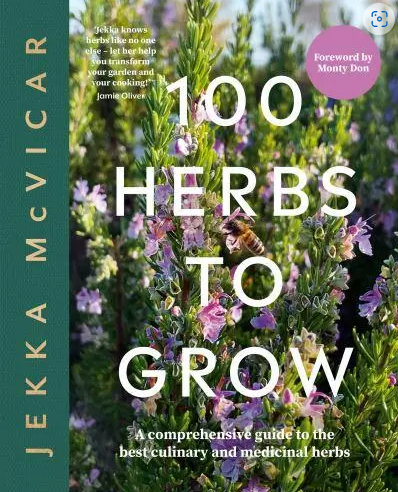 JEKKA McVICAR
'Jekka knows
herbs like no one
else – let her help
you transform
your garden and
your cooking!'
Jamie Oliver
Foreword by
Monty Don
100
HERBS
TO
GROW
A comprehensive guide to the
best culinary and medicinal herbs